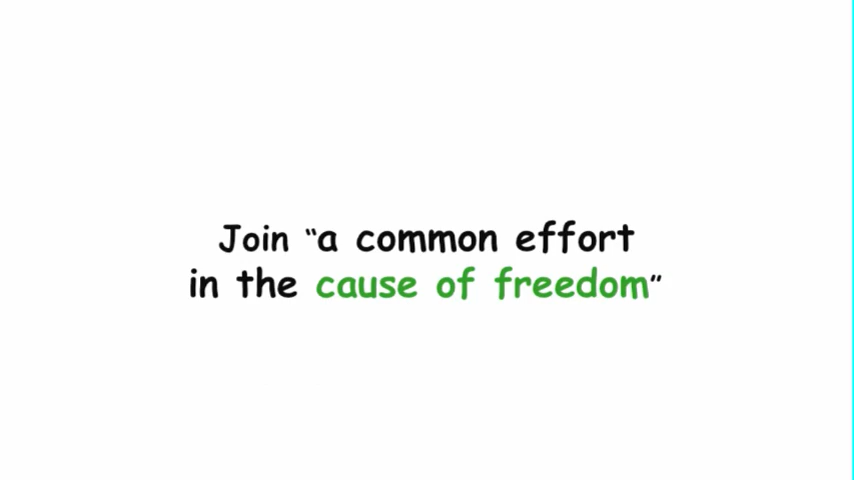 Join “a common effort
in the cause of freedom”